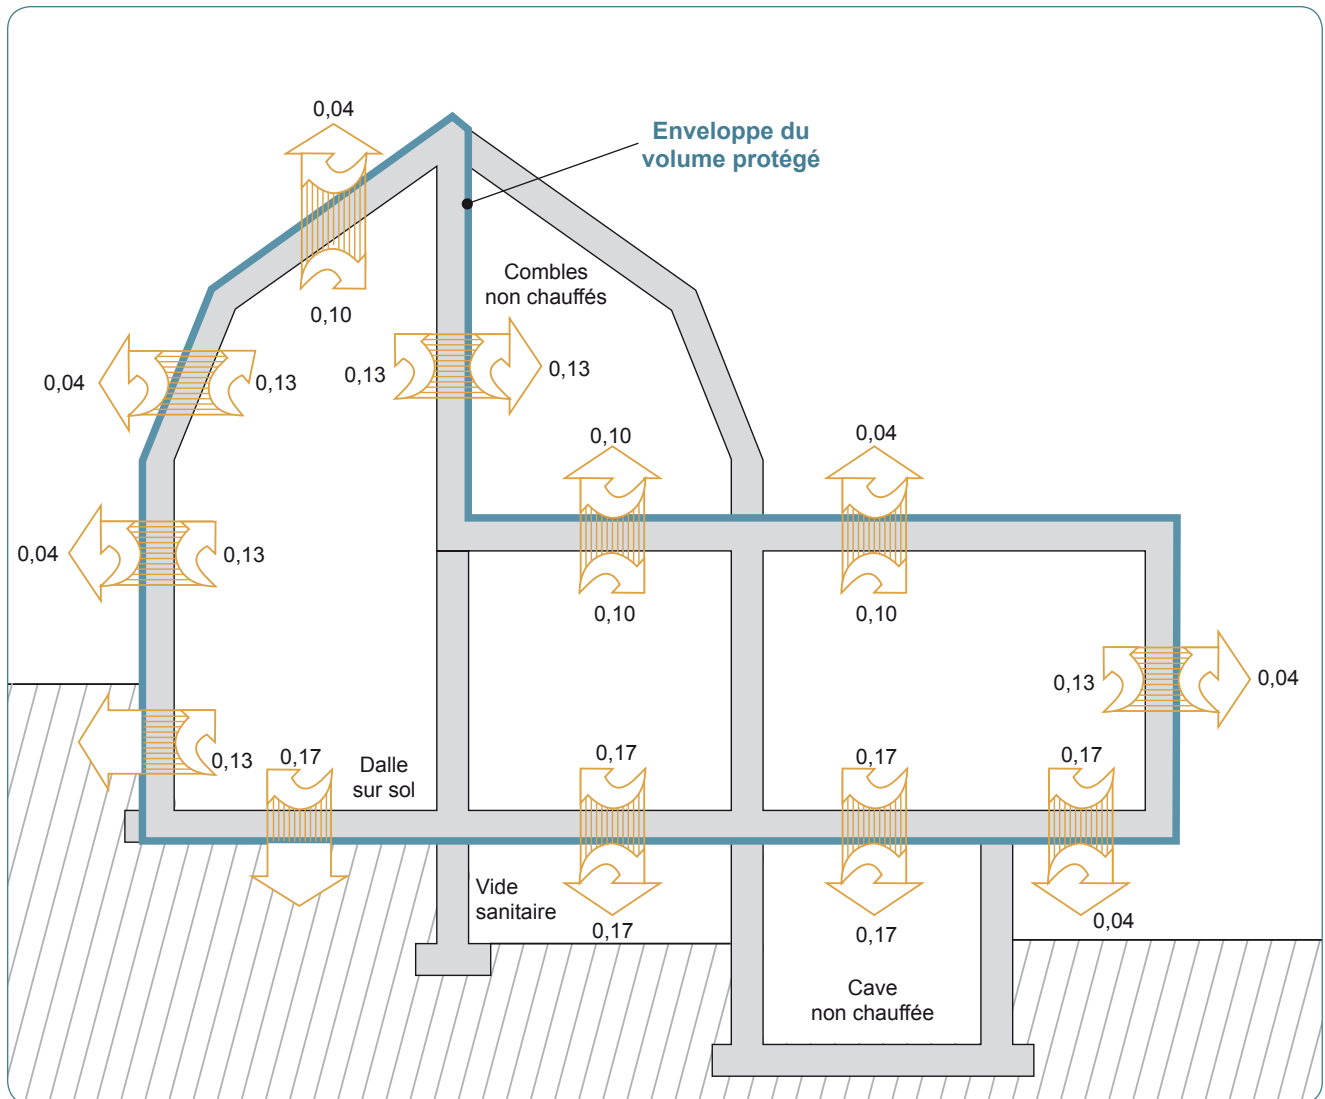 0,04
Enveloppe du
volume protégé
Combles
non chauffés
0,10
0,04
0,13
0,13
0,13
0,10
0,04
0,04
0,13
0,10
0,10
0,13
0,04
0,13
0,17
Dalle
sur sol
0,17
0,17
0,17
Vide
sanitaire
0,17
0,17
0,04
Cave
non chauffée